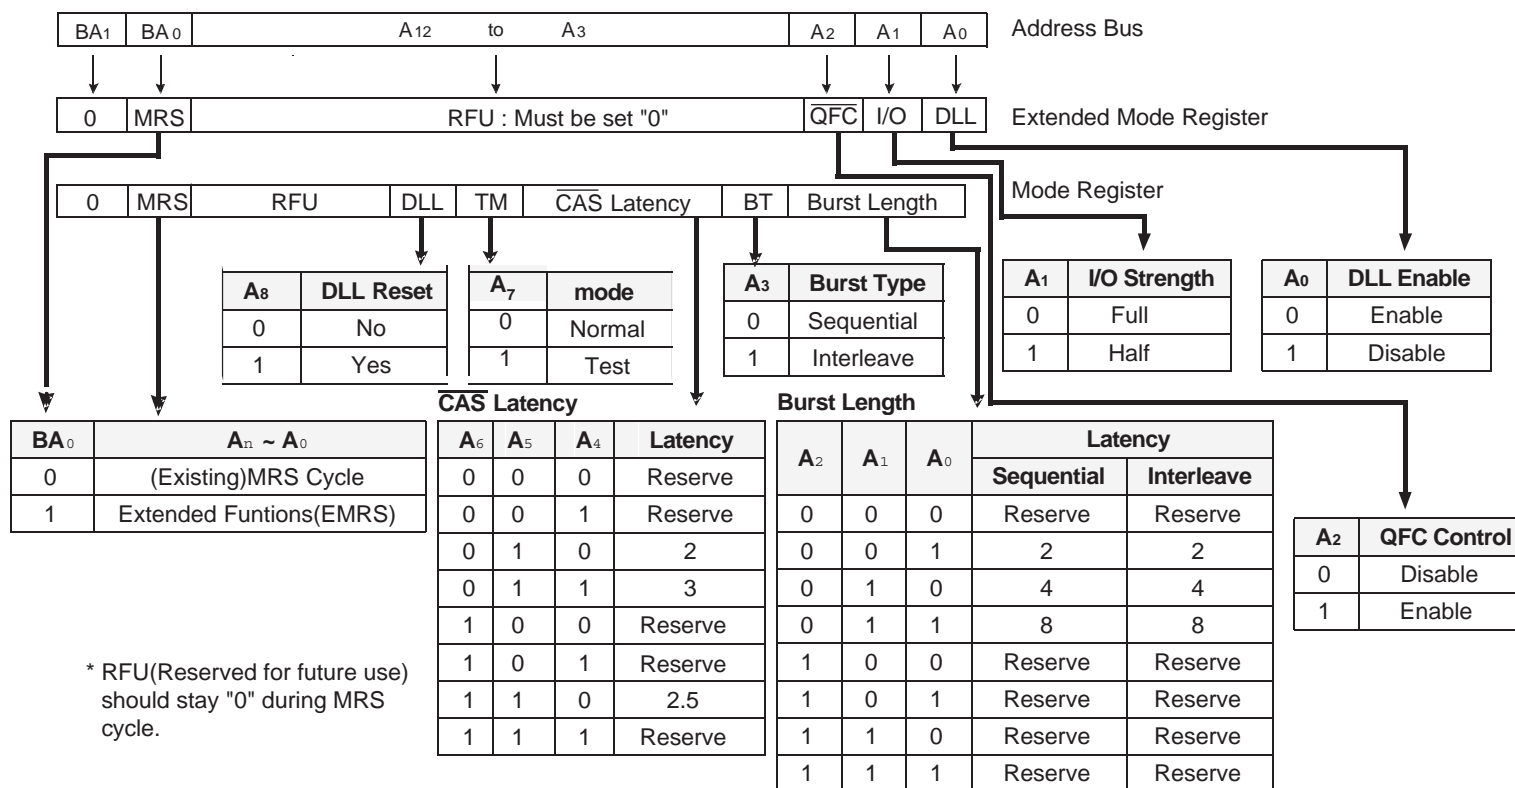 BA1 BA0 A12 to A3 A2 A1 A0 Address Bus
0 MRS RFU : Must be set "0" QFC I/O DLL Extended Mode Register
0 MRS RFU DLL TM CAS Latency BT Burst Length Mode Register
A8 DLL Reset
0 No
1 Yes
A7 mode
0 Normal
1 Test
A3 Burst Type
0 Sequential
1 Interleave
A1 I/O Strength
0 Full
1 Half
A0 DLL Enable
0 Enable
1 Disable
BA0 An ~ A0
0 (Existing)MRS Cycle
1 Extended Funtions(EMRS)
CAS Latency
A6 A5 A4 Latency
0 0 0 Reserve
0 0 1 Reserve
0 1 0 2
0 1 1 3
1 0 0 Reserve
1 0 1 Reserve
1 1 0 2.5
1 1 1 Reserve
Burst Length
A2 A1 A0 Latency
Sequential Interleave
0 0 0 Reserve Reserve
0 0 1 2 2
0 1 0 4 4
0 1 1 8 8
1 0 0 Reserve Reserve
1 0 1 Reserve Reserve
1 1 0 Reserve Reserve
1 1 1 Reserve Reserve
A2 QFC Control
0 Disable
1 Enable
* RFU(Reserved for future use)
should stay "0" during MRS
cycle.